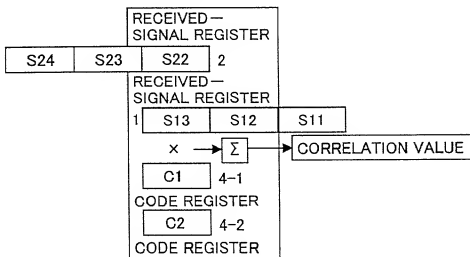 RECEIVED—
SIGNAL REGISTER
S24 S23 S22 2
RECEIVED—
SIGNAL REGISTER
1 S13 S12 S11
× Σ CORRELATION VALUE
C1 4-1
CODE REGISTER
C2 4-2
CODE REGISTER